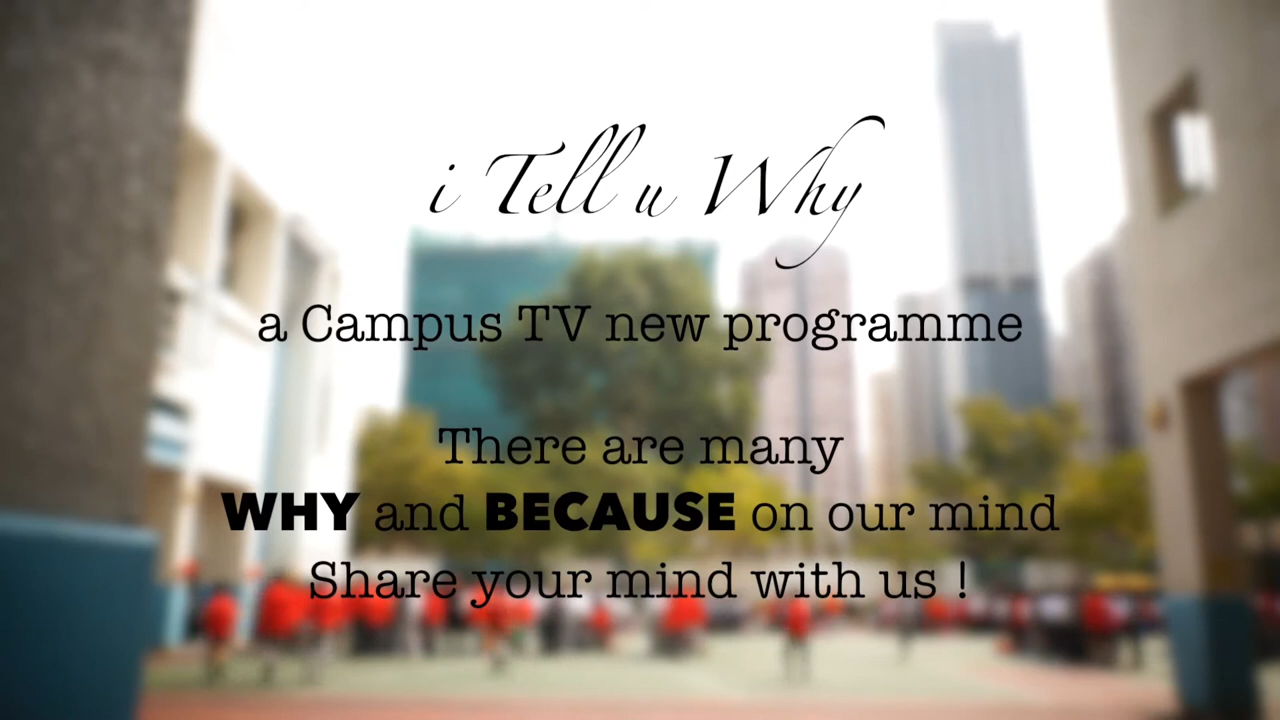 i Tell u Why
a Campus TV new programme
There are many
WHY and BECAUSE on our mind
Share your mind with us !